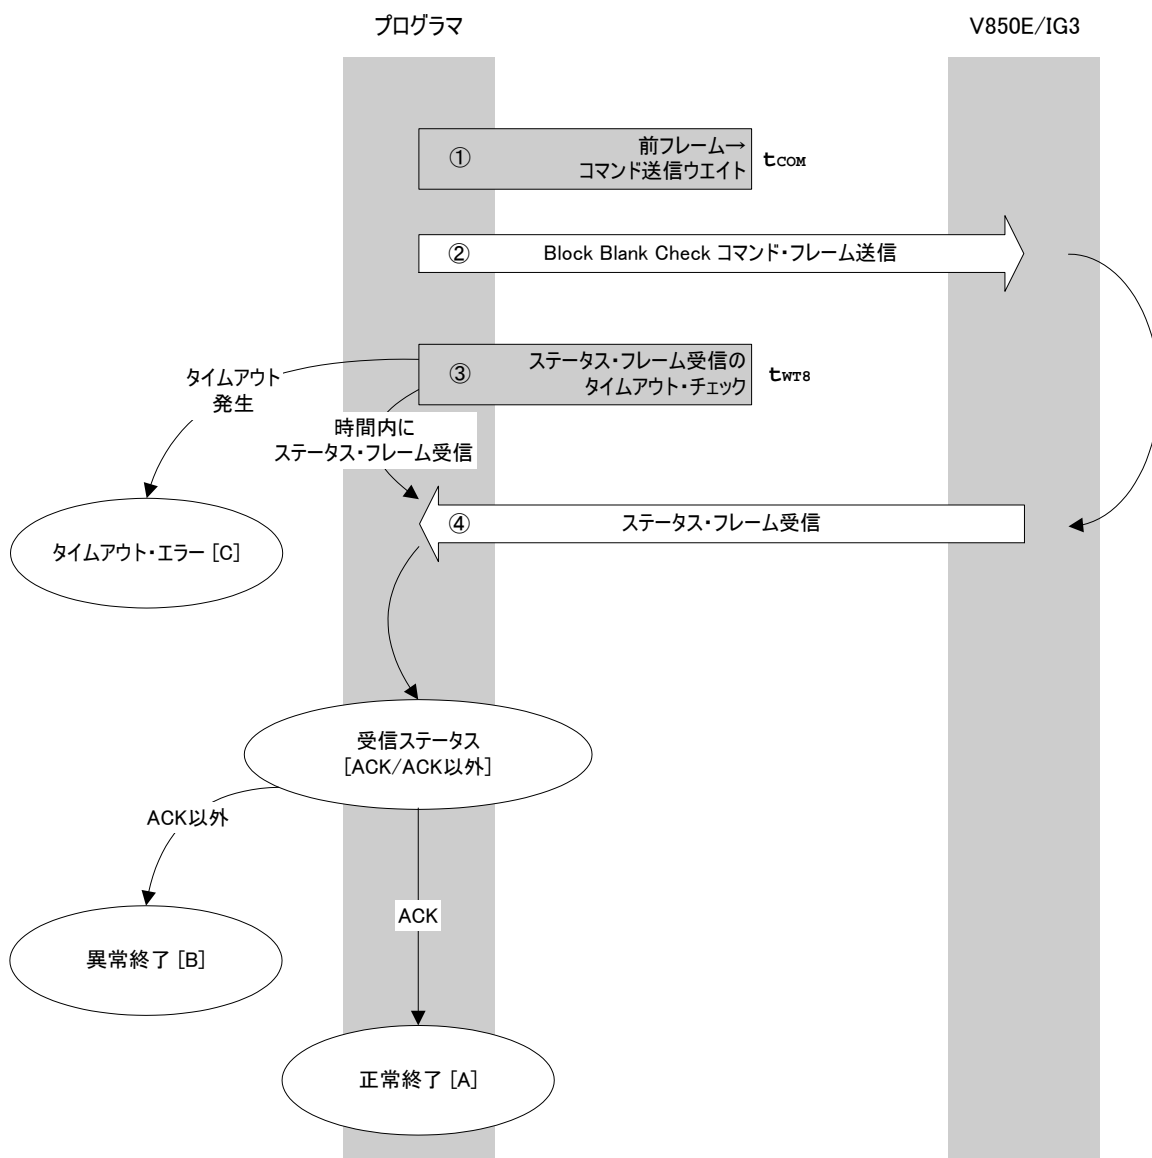 プログラマ
V850E/IG3
①
前フレーム→
コマンド送信ウエイト
tCOM
②
Block Blank Check コマンド・フレーム送信
③
ステータス・フレーム受信の
タイムアウト・チェック
tWT8
タイムアウト
発生
時間内に
ステータス・フレーム受信
④
ステータス・フレーム受信
タイムアウト・エラー [C]
受信ステータス
[ACK/ACK以外]
ACK以外
ACK
異常終了 [B]
正常終了 [A]